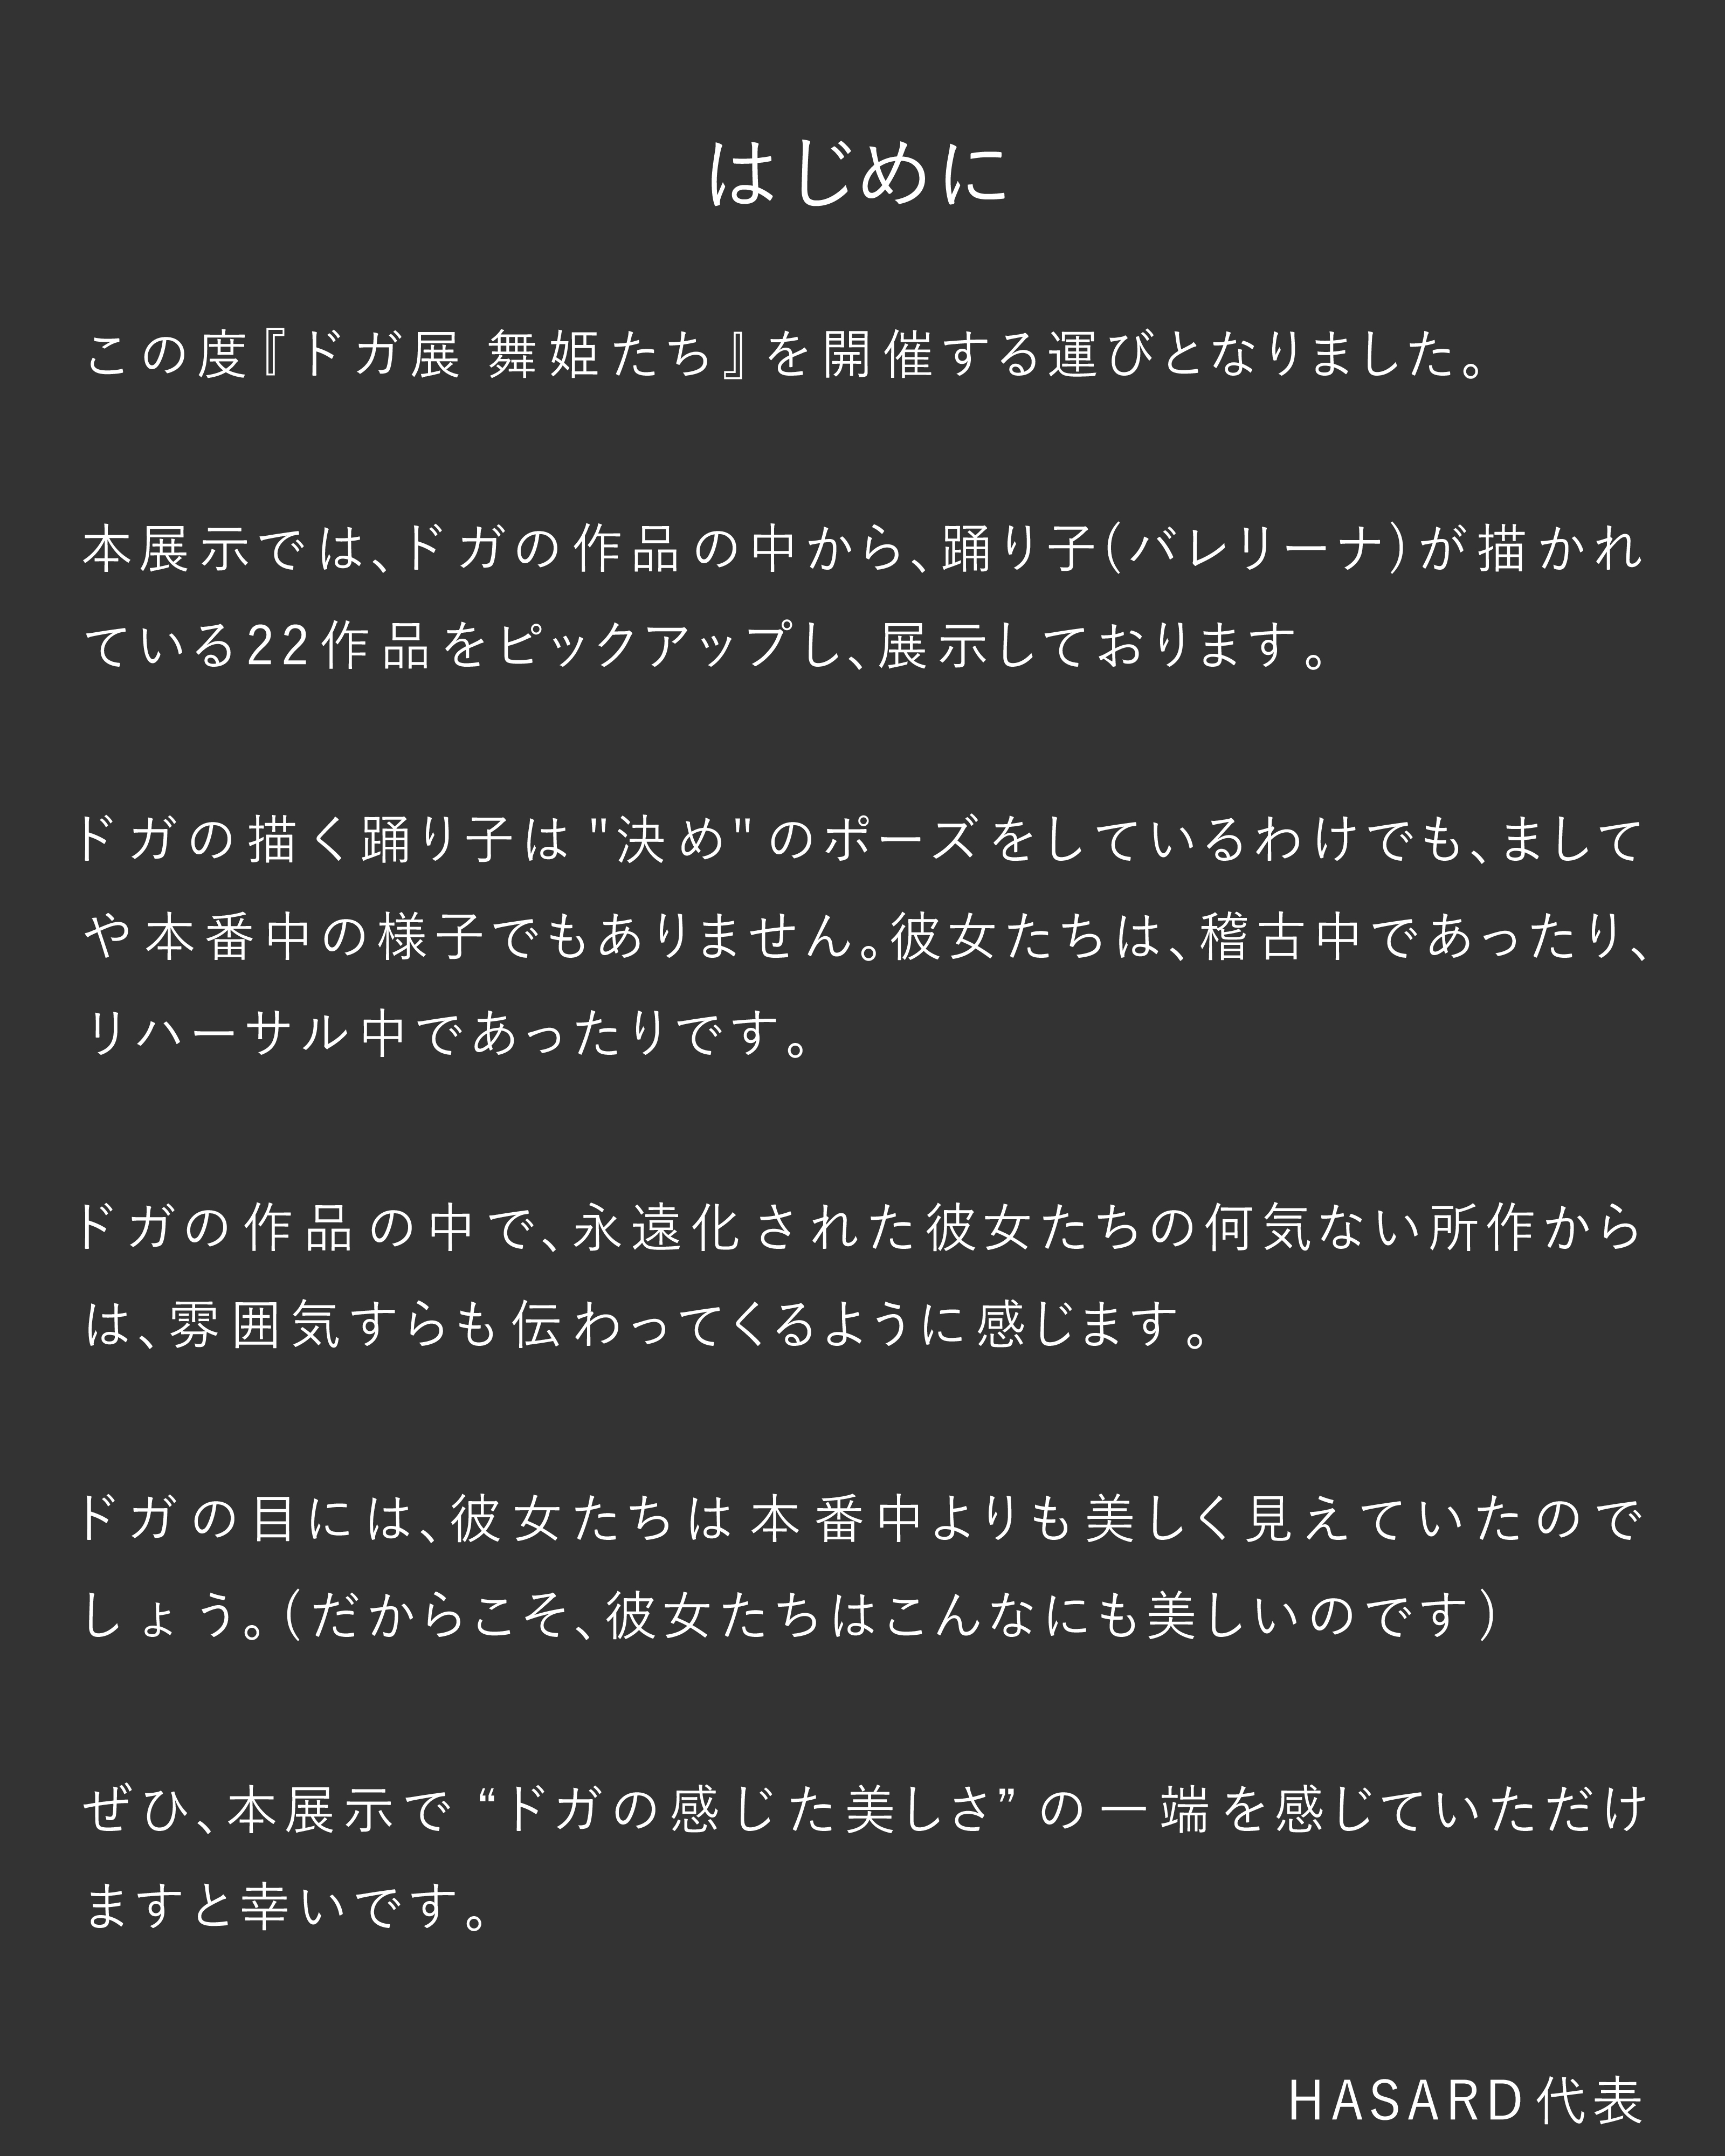 はじめに
この度『ドガ展 舞姫たち』を開催する運びとなりました。
本展示では、ドガの作品の中から、踊り子(バレリーナ)が描かれ
ている22作品をピックアップし、展示しております。
ドガの描く踊り子は"決め"のポーズをしているわけでも、まして
や本番中の様子でもありません。彼女たちは、稽古中であったり、
リハーサル中であったりです。
ドガの作品の中で、永遠化された彼女たちの何気ない所作から
は、雰囲気すらも伝わってくるように感じます。
ドガの目には、彼女たちは本番中よりも美しく見えていたので
しょう。(だからこそ、彼女たちはこんなにも美しいのです)
ぜひ、本展示で “ドガの感じた美しさ” の一端を感じていただけ
ますと幸いです。
HASARD代表